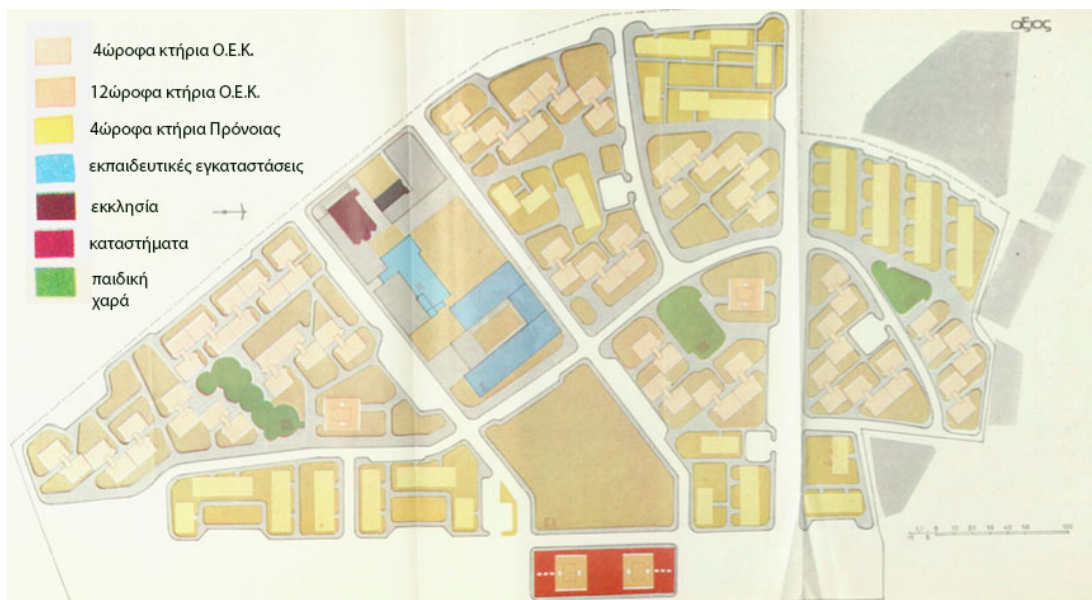 4ώροφα κτήρια Ο.Ε.Κ.
12ώροφα κτήρια Ο.Ε.Κ.
4ώροφα κτήρια Πρόνοιας
εκπαιδευτικές εγκαταστάσεις
εκκλησία
καταστήματα
παιδική
χαρά
αξιος